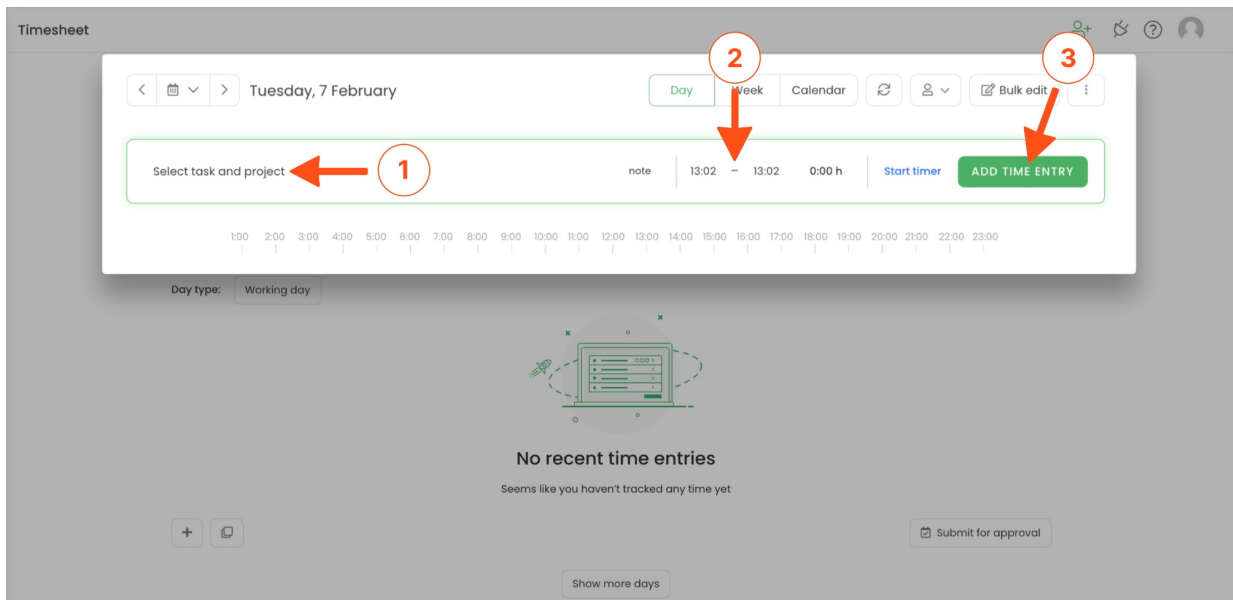 Timesheet
2
3
Tuesday, 7 February
Day
Week
Calendar
Bulk edit
Select task and project
1
note
13:02 – 13:02
0:00 h
Start timer
ADD TIME ENTRY
1:00 2:00 3:00 4:00 5:00 6:00 7:00 8:00 9:00 10:00 11:00 12:00 13:00 14:00 15:00 16:00 17:00 18:00 19:00 20:00 21:00 22:00 23:00
Day type:
Working day
No recent time entries
Seems like you haven't tracked any time yet
Submit for approval
Show more days